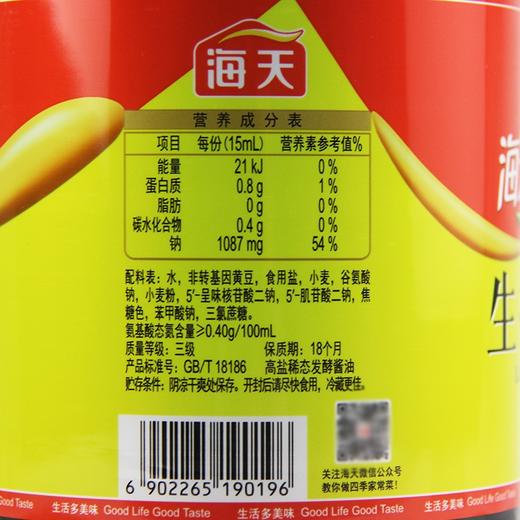 海天
营养成分表
项目 每份(15mL) 营养素参考值%
能量 21 kJ 0%
蛋白质 0.8 g 1%
脂肪 0 g 0%
碳水化合物 0.4 g 0%
钠 1087 mg 54%
配料表：水，非转基因黄豆，食用盐，小麦，谷氨酸
钠，小麦粉，5′-呈味核苷酸二钠，5′-肌苷酸二钠，焦
糖色，苯甲酸钠，三氯蔗糖。
氨基酸态氮含量≥0.40g/100mL
质量等级：三级 保质期：18个月
产品标准号：GB/T 18186 高盐稀态发酵酱油
贮存条件：阴凉干爽处保存。开封后请尽快食用，冷藏更佳。
6 902265 190196
关注海天微信公众号
教你做四季家常菜！
海
生
Good Taste 生活多美味 Good Life Good Taste 生活多美味 Good Life Good Taste